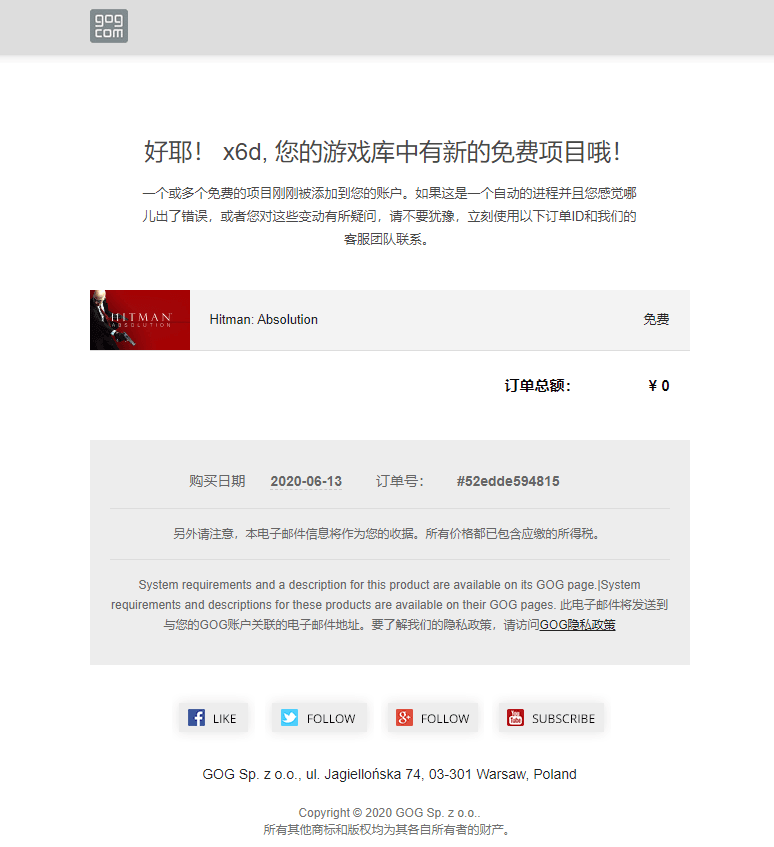 gog
com
好耶！ x6d, 您的游戏库中有新的免费项目哦！
一个或多个免费的项目刚刚被添加到您的账户。如果这是一个自动的进程并且您感觉哪
儿出了错误，或者您对这些变动有所疑问，请不要犹豫，立刻使用以下订单ID和我们的
客服团队联系。
HITMAN
ABSOLUTION
Hitman: Absolution 免费
订单总额： ¥ 0
购买日期 2020-06-13 订单号： #52edde594815
另外请注意，本电子邮件信息将作为您的收据。所有价格都已包含应缴的所得税。
System requirements and a description for this product are available on its GOG page.|System
requirements and descriptions for these products are available on their GOG pages. 此电子邮件将发送到
与您的GOG账户关联的电子邮件地址。要了解我们的隐私政策，请访问GOG隐私政策
LIKE FOLLOW FOLLOW You Tube SUBSCRIBE
GOG Sp. z o.o., ul. Jagiellońska 74, 03-301 Warsaw, Poland
Copyright © 2020 GOG Sp. z o.o..
所有其他商标和版权均为其各自所有者的财产。